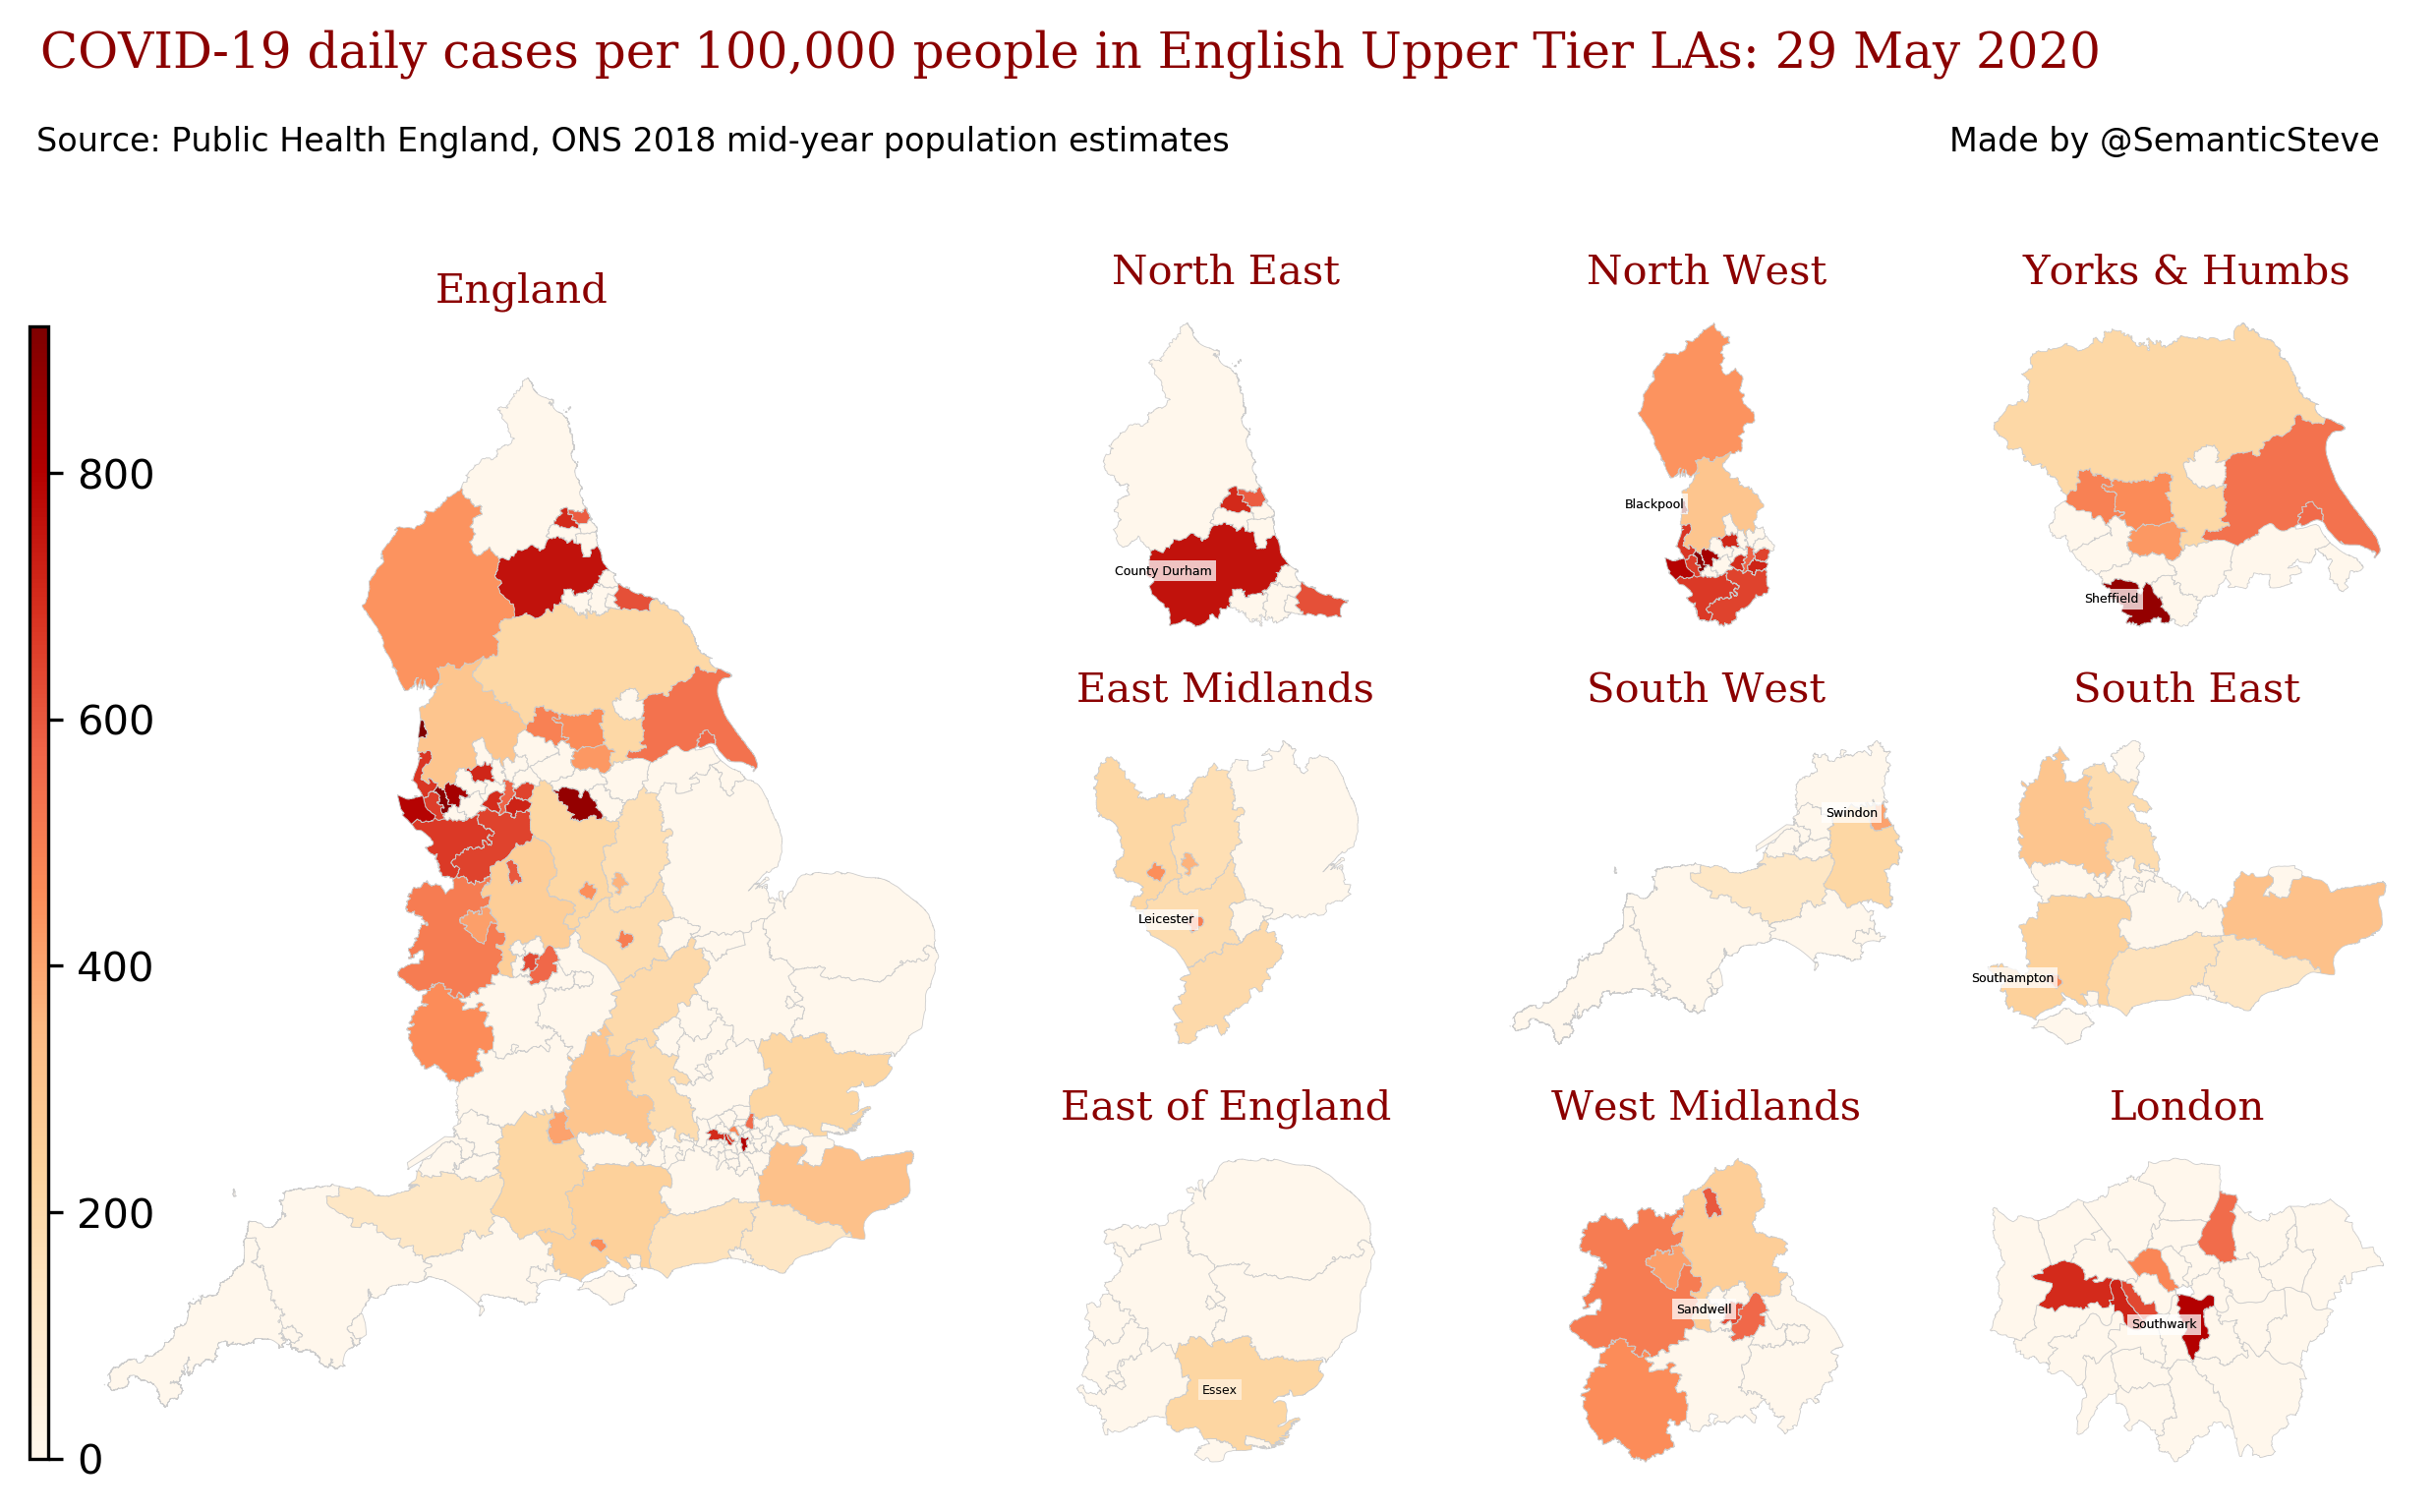 COVID-19 daily cases per 100,000 people in English Upper Tier LAs: 29 May 2020
Source: Public Health England, ONS 2018 mid-year population estimates
Made by @SemanticSteve
England
North East
North West
Yorks & Humbs
800
600
400
200
0
Blackpool
County Durham
Sheffield
East Midlands
South West
South East
Swindon
Leicester
Southampton
East of England
West Midlands
London
Sandwell
Southwark
Essex